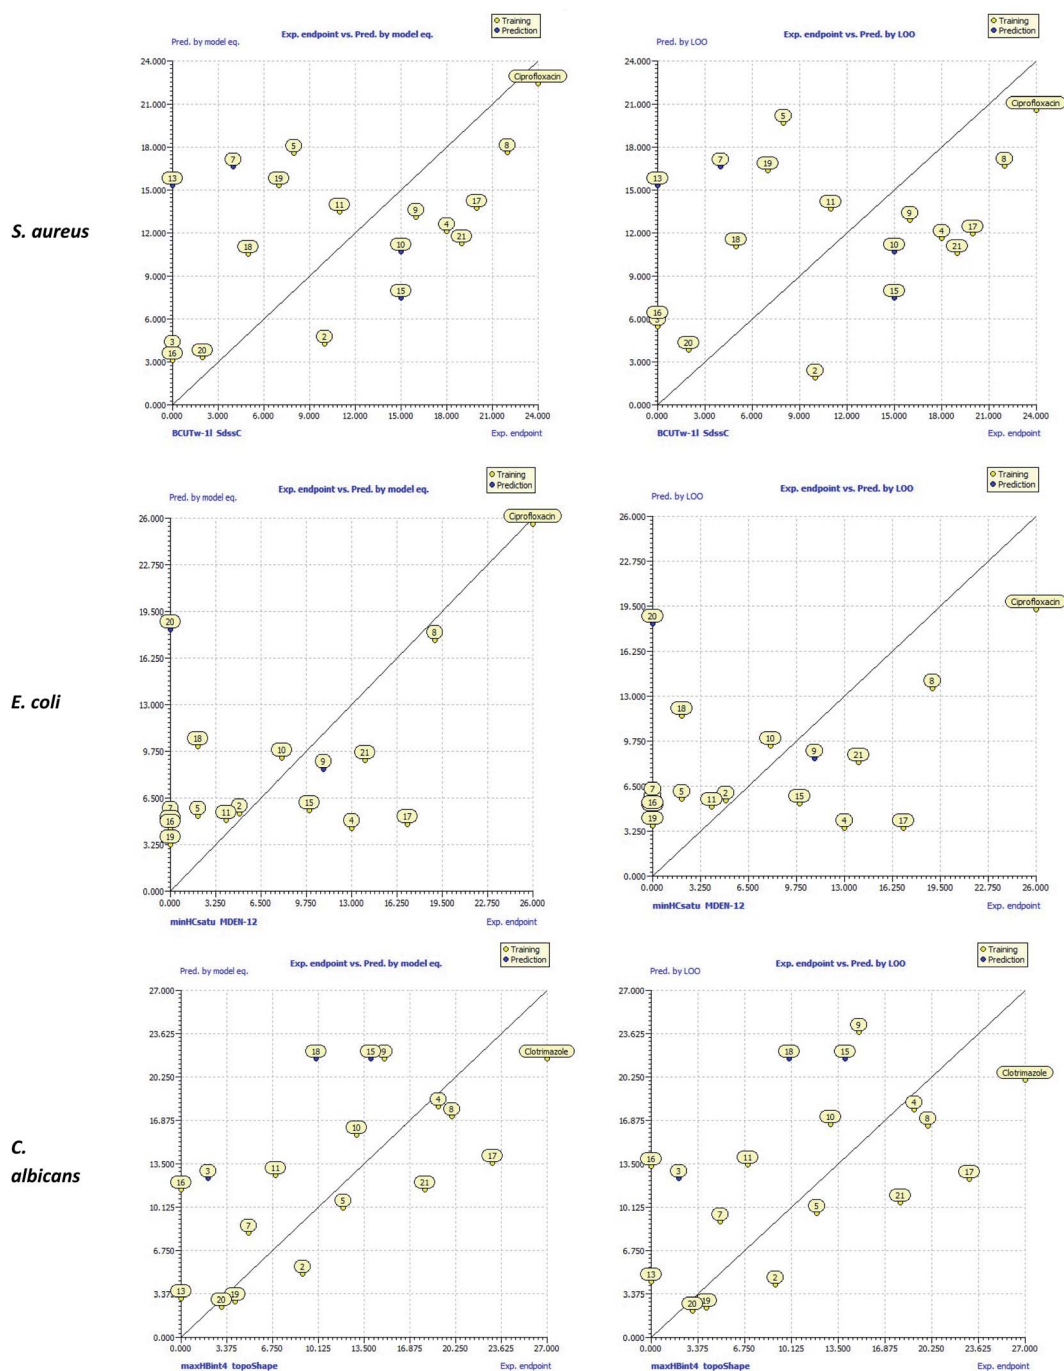 Training
Prediction
Pred. by model eq.
Exp. endpoint vs. Pred. by model eq.
24.000
21.000
18.000
15.000
12.000
9.000
6.000
3.000
0.000
Ciprofloxacin
5
8
7
13
19
11
9
17
4
21
18
10
15
2
3
16
20
0.000 3.000 6.000 9.000 12.000 15.000 18.000 21.000 24.000
BCUTw-1l SdssC
Exp. endpoint
Training
Prediction
Pred. by LOO
Exp. endpoint vs. Pred. by LOO
24.000
21.000
18.000
15.000
12.000
9.000
6.000
3.000
0.000
Ciprofloxacin
5
7
8
19
13
11
9
17
4
18
10
21
15
16
3
20
2
0.000 3.000 6.000 9.000 12.000 15.000 18.000 21.000 24.000
BCUTw-1l SdssC
Exp. endpoint
S. aureus
Training
Prediction
Pred. by model eq.
Exp. endpoint vs. Pred. by model eq.
26.000
22.750
19.500
16.250
13.000
9.750
6.500
3.250
0.000
Ciprofloxacin
20
8
18
10
21
9
15
2
7
5
11
16
4
17
19
0.000 3.250 6.500 9.750 13.000 16.250 19.500 22.750 26.000
minHCsatu MDEN-12
Exp. endpoint
Training
Prediction
Pred. by LOO
Exp. endpoint vs. Pred. by LOO
26.000
22.750
19.500
16.250
13.000
9.750
6.500
3.250
0.000
Ciprofloxacin
20
8
18
10
9
21
7
5
2
11
15
16
19
4
17
0.000 3.250 6.500 9.750 13.000 16.250 19.500 22.750 26.000
minHCsatu MDEN-12
Exp. endpoint
E. coli
Training
Prediction
Pred. by model eq.
Exp. endpoint vs. Pred. by model eq.
27.000
23.625
20.250
16.875
13.500
10.125
6.750
3.375
0.000
Clotrimazole
18
15
9
4
8
10
17
11
3
16
21
5
7
2
13
19
20
0.000 3.375 6.750 10.125 13.500 16.875 20.250 23.625 27.000
maxHBint4 topoShape
Exp. endpoint
Training
Prediction
Pred. by LOO
Exp. endpoint vs. Pred. by LOO
27.000
23.625
20.250
16.875
13.500
10.125
6.750
3.375
0.000
9
18
15
Clotrimazole
4
8
10
11
16
3
17
21
5
7
13
2
20
19
0.000 3.375 6.750 10.125 13.500 16.875 20.250 23.625 27.000
maxHBint4 topoShape
Exp. endpoint
C.
albicans